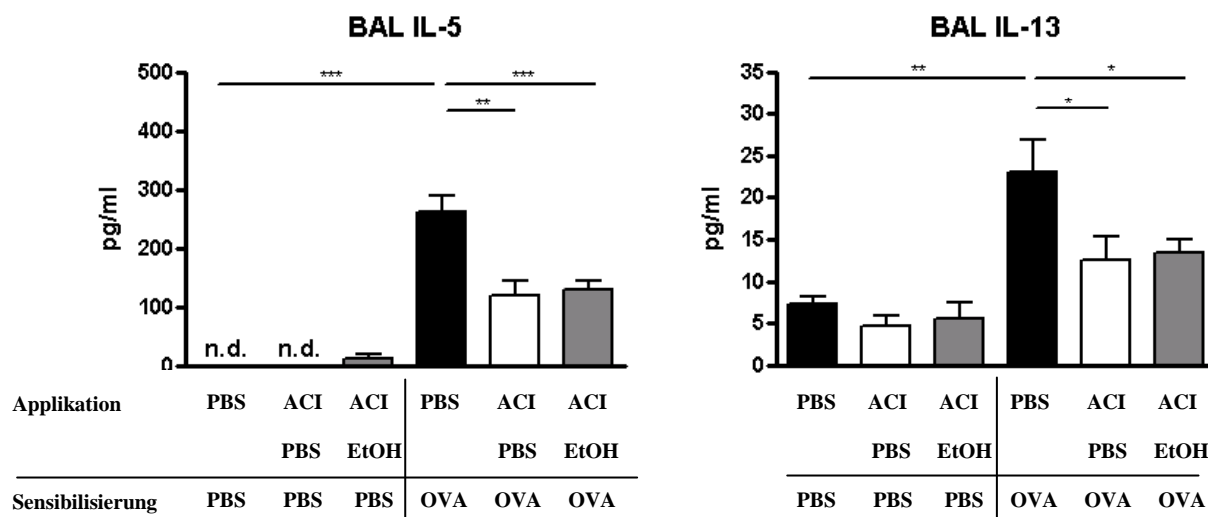 BAL IL-5
BAL IL-13
500
400
300
200
100
0
pg/ml
***
***
**
n.d.
n.d.
35
30
25
20
15
10
5
0
pg/ml
**
*
*
Applikation PBS ACI ACI PBS ACI ACI PBS ACI ACI PBS ACI ACI
PBS EtOH PBS EtOH PBS EtOH PBS EtOH
Sensibilisierung PBS PBS PBS OVA OVA OVA PBS PBS PBS OVA OVA OVA